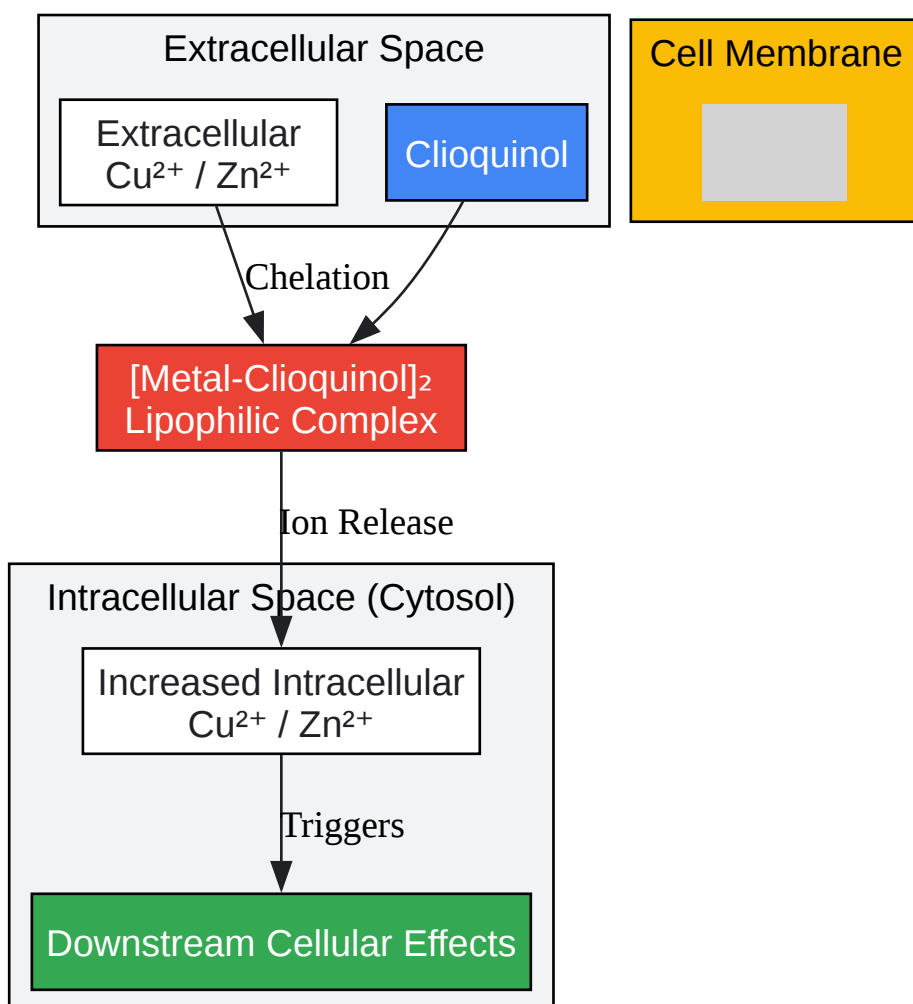 Extracellular Space
Cell Membrane
Extracellular
Cu²⁺ / Zn²⁺
Clioquinol
Chelation
[Metal-Clioquinol]₂
Lipophilic Complex
Ion Release
Intracellular Space (Cytosol)
Increased Intracellular
Cu²⁺ / Zn²⁺
Triggers
Downstream Cellular Effects